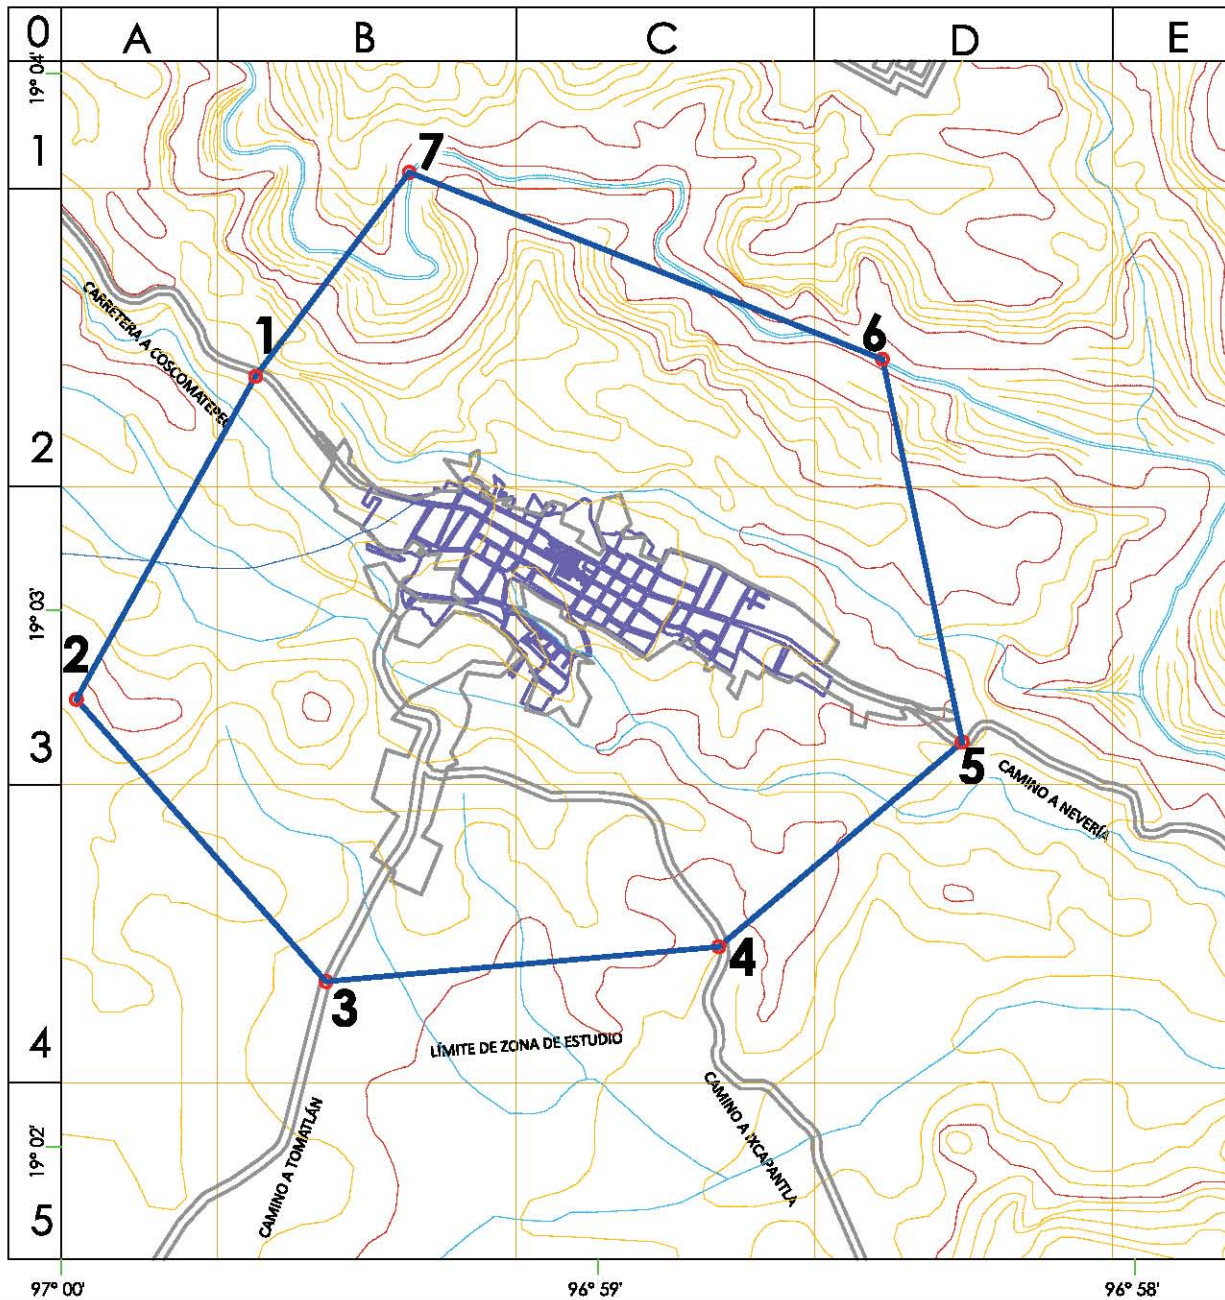 0 A B C D E
19° 04'
1
7
CARRETERA A COSCOMATEPEC
1
6
2
19° 03'
2
3
5
CAMINO A NEVERÍA
4
3
LÍMITE DE ZONA DE ESTUDIO
4
CAMINO A TOMATLÁN
CAMINO A IXCAPANTLA
19° 02'
5
97° 00' 96° 59' 96° 58'